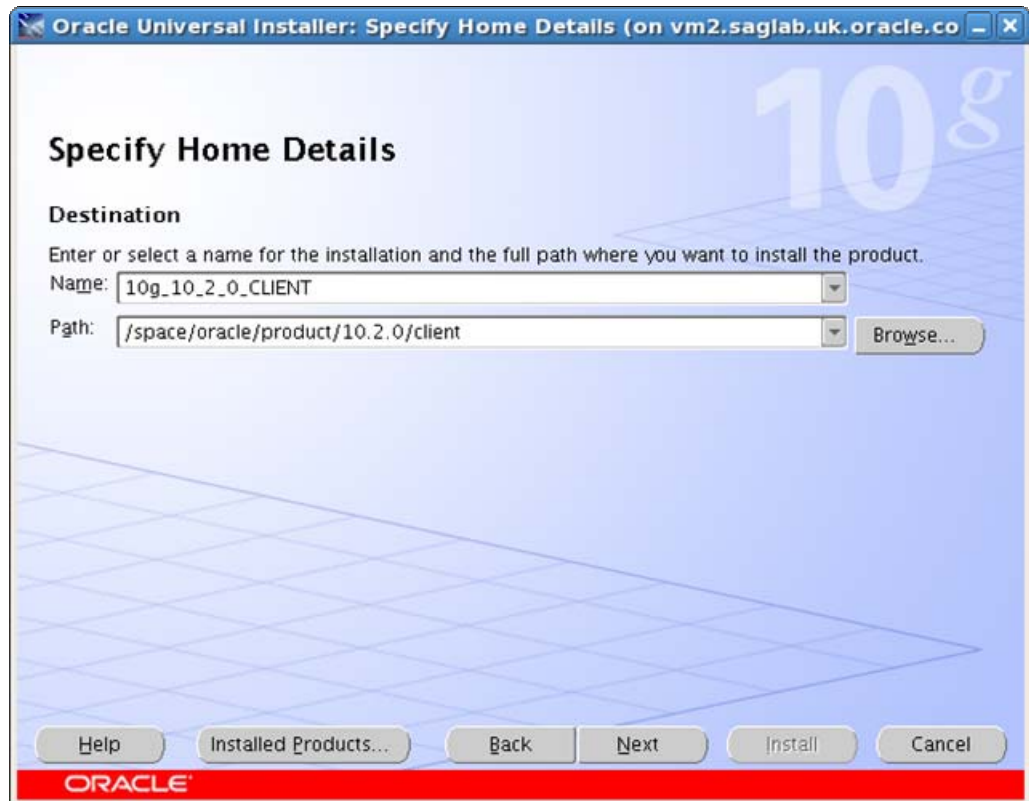 Oracle Universal Installer: Specify Home Details (on vm2.saglab.uk.oracle.co
10g
Specify Home Details
Destination
Enter or select a name for the installation and the full path where you want to install the product.
Name: 10g_10_2_0_CLIENT
Path: /space/oracle/product/10.2.0/client Browse...
Help Installed Products... Back Next Install Cancel
ORACLE